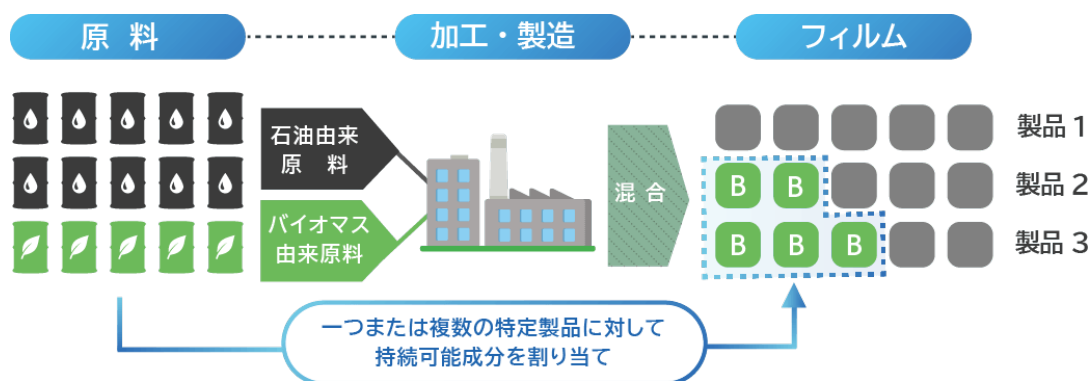 原料
加工・製造
フィルム
石油由来
原料
バイオマス
由来原料
混合
製品1
B B
製品2
B B B
製品3
一つまたは複数の特定製品に対して
持続可能成分を割り当て